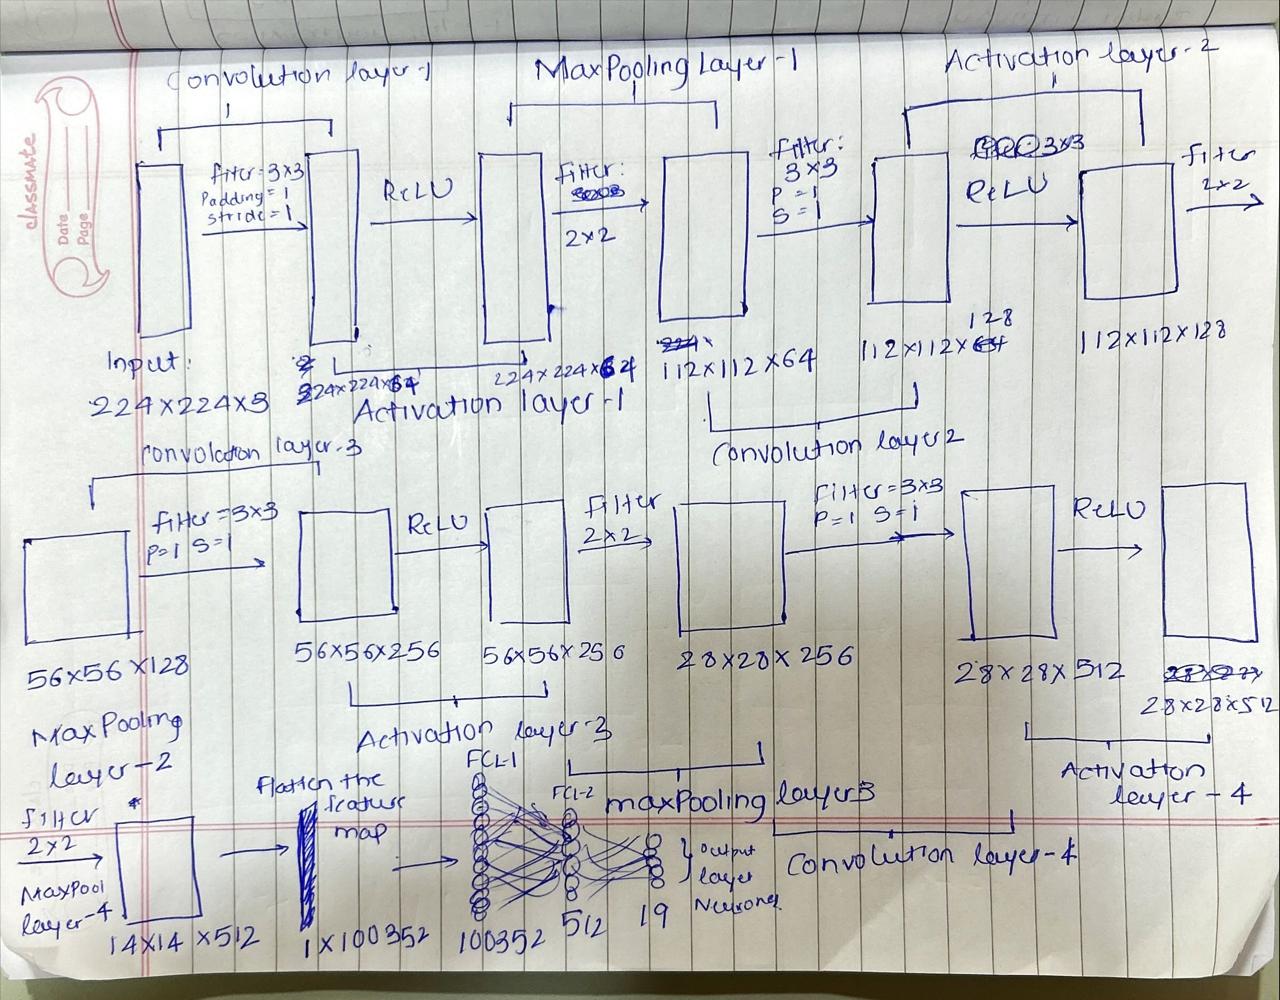 classmate
Date
Page
Convolution layer-1
MaxPooling Layer-1
Activation layer-2
filter=3x3
Padding=1
stride=1
ReLU
Filter:
2x2
filter:
3x3
P=1
S=1
3x3
ReLU
filter
2x2
Input:
224x224x3
224x224x64
224x224x64
Activation layer-1
112x112x64
128
112x112x
112x112x128
Convolution layer 2
Convolution layer-3
filter=3x3
P=1 S=1
ReLU
Filter
2x2
Filter=3x3
P=1 S=1
ReLU
56x56x128
56x56x256
56x56x256
28x28x256
28x28x512
28x28x512
MaxPooling
layer-2
Activation layer-3
maxPooling layer3
Activation
layer-4
Convolution layer-4
filter
2x2
MaxPool
layer-4
14x14x512
Flatten the
feature
map
1x100352
FCL-1
100352
FCL-2
512
19
output
layer
Neurons